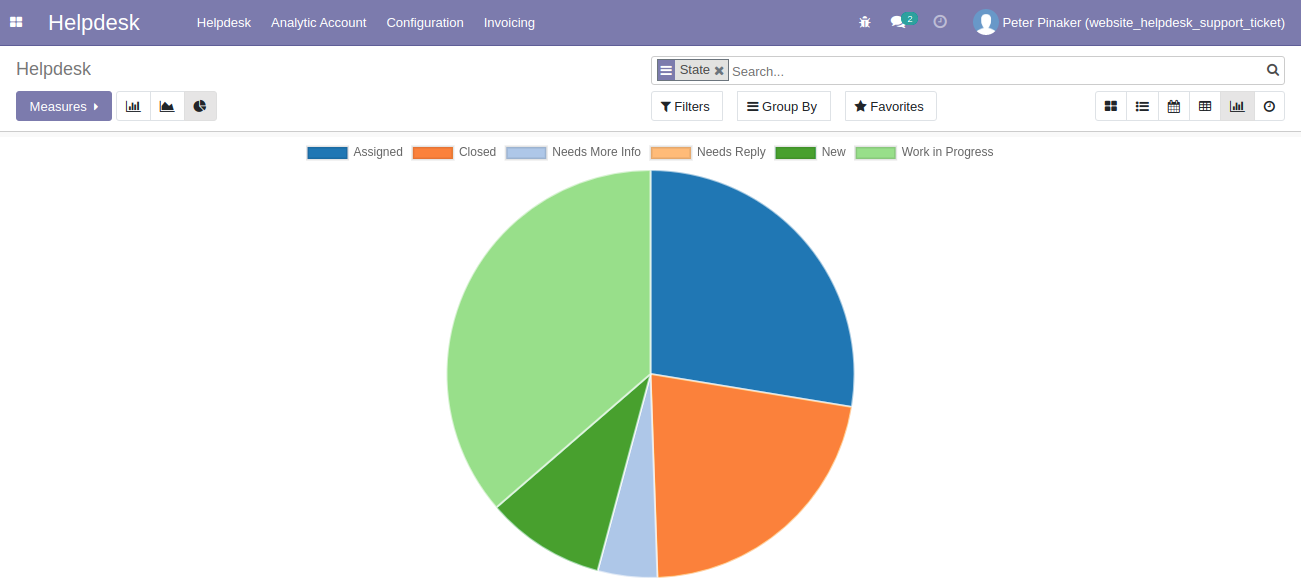 Helpdesk Helpdesk Analytic Account Configuration Invoicing 2 Peter Pinaker (website_helpdesk_support_ticket)
Helpdesk State Search...
Measures Filters Group By Favorites
Assigned Closed Needs More Info Needs Reply New Work in Progress